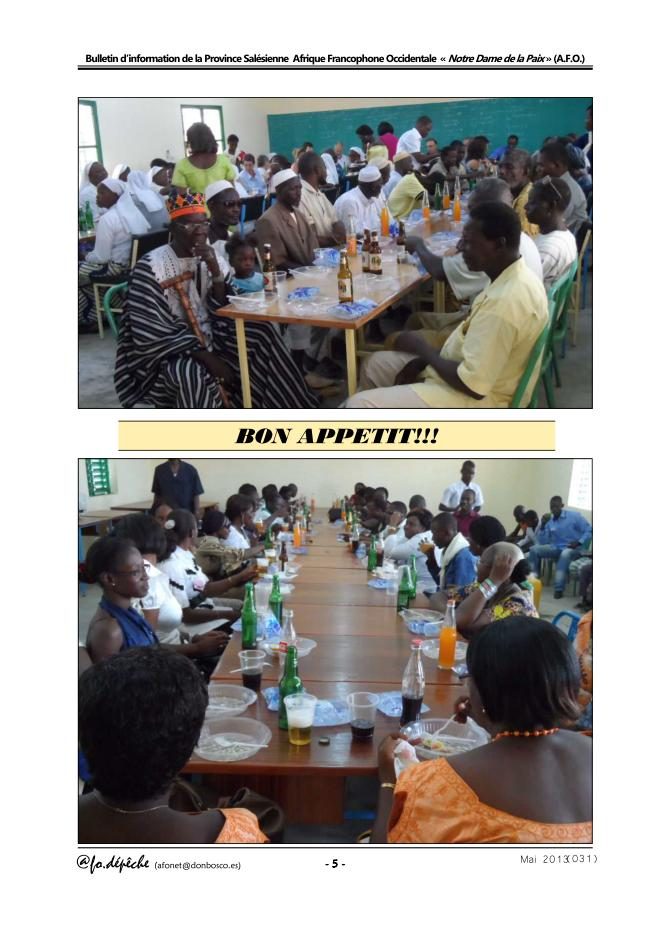 Bulletin d'information de la Province Salésienne Afrique Francophone Occidentale « Notre Dame de la Paix » (A.F.O.)
BON APPETIT!!!
@fo.dépêche (afonet@donbosco.es)
- 5 -
Mai 2013(031)